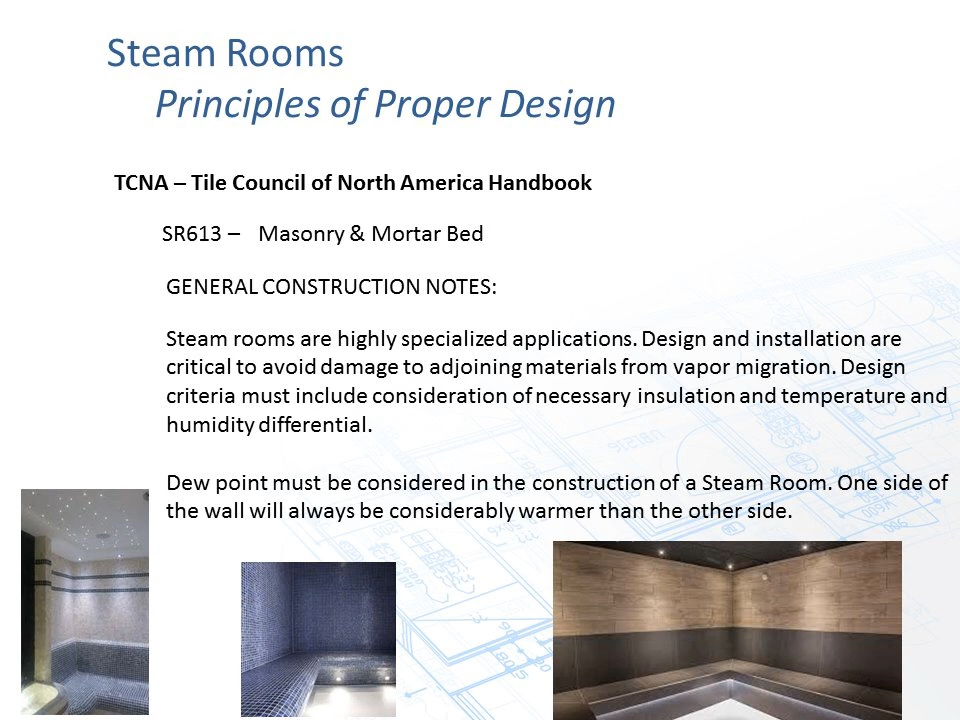 Steam Rooms
Principles of Proper Design
TCNA – Tile Council of North America Handbook
SR613 – Masonry & Mortar Bed
GENERAL CONSTRUCTION NOTES:
Steam rooms are highly specialized applications. Design and installation are
critical to avoid damage to adjoining materials from vapor migration. Design
criteria must include consideration of necessary insulation and temperature and
humidity differential.
Dew point must be considered in the construction of a Steam Room. One side of
the wall will always be considerably warmer than the other side.